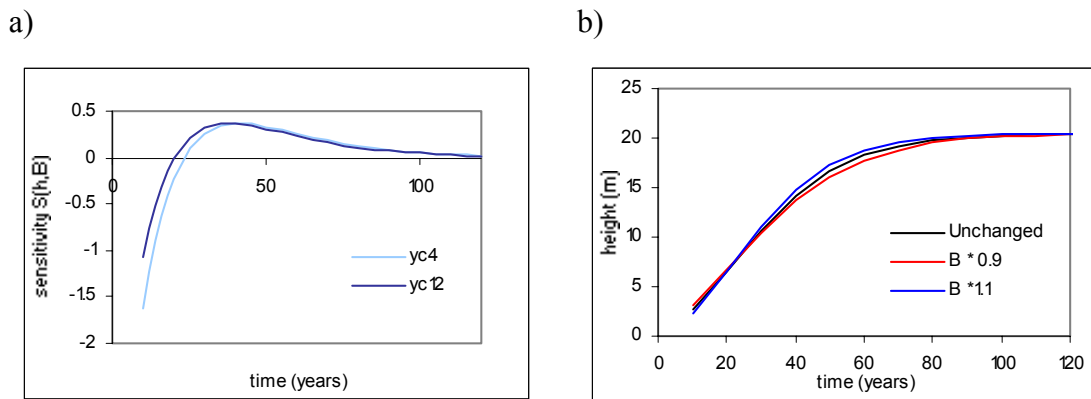 a)
b)
sensitivity S(h,B)
0.5
0
-0.5
-1
-1.5
-2
0
50
100
yc4
yc12
time (years)
height (m)
25
20
15
10
5
0
Unchanged
B * 0.9
B *1.1
0 20 40 60 80 100 120
time (years)